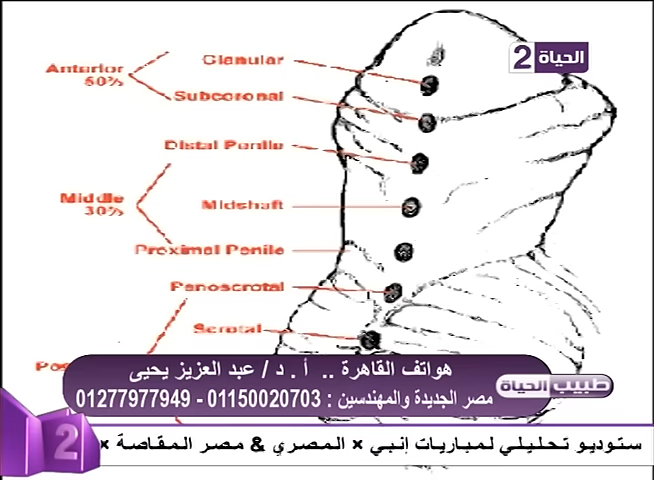 Glanular
Anterior
50%
Subcoronal
Distal Penile
Middle
30%
Midshaft
Proximal Penile
Penoscrotal
Scrotal
الحياة 2
هواتف القاهرة .. أ . د / عبد العزيز يحيى
مصر الجديدة والمهندسين : 01150020703 - 01277977949
طبيب الحياة
ستوديو تحليلي لمباريات إنبي × المصري & مصر المقاصة ×
2